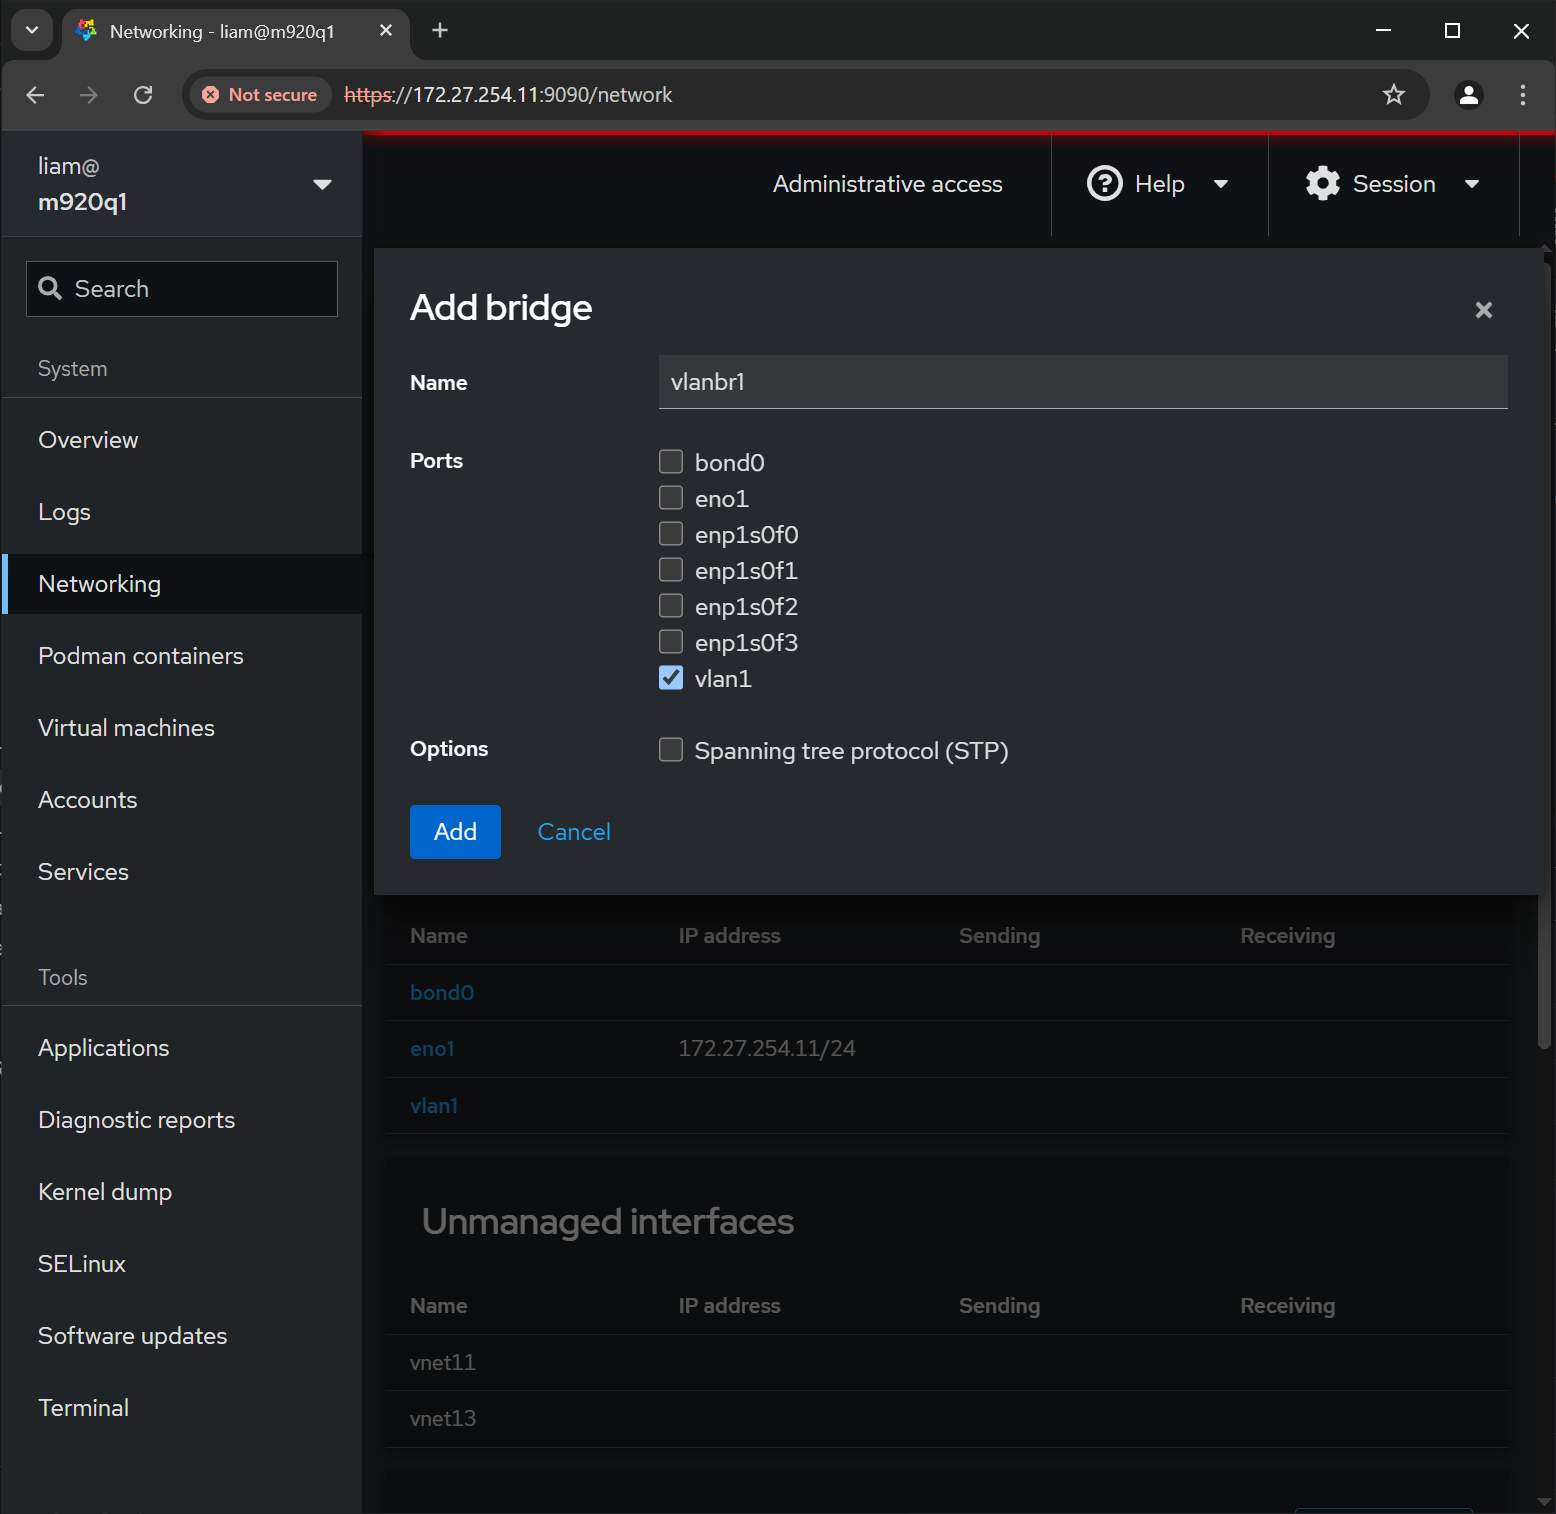 Networking - liam@m920q1
Not secure https://172.27.254.11:9090/network
liam@
m920q1
Administrative access
Help
Session
Search
System
Overview
Logs
Networking
Podman containers
Virtual machines
Accounts
Services
Tools
Applications
Diagnostic reports
Kernel dump
SELinux
Software updates
Terminal
Add bridge
Name vlanbr1
Ports
bond0
eno1
enp1s0f0
enp1s0f1
enp1s0f2
enp1s0f3
vlan1
Options Spanning tree protocol (STP)
Add Cancel
Name IP address Sending Receiving
bond0
eno1 172.27.254.11/24
vlan1
Unmanaged interfaces
Name IP address Sending Receiving
vnet11
vnet13